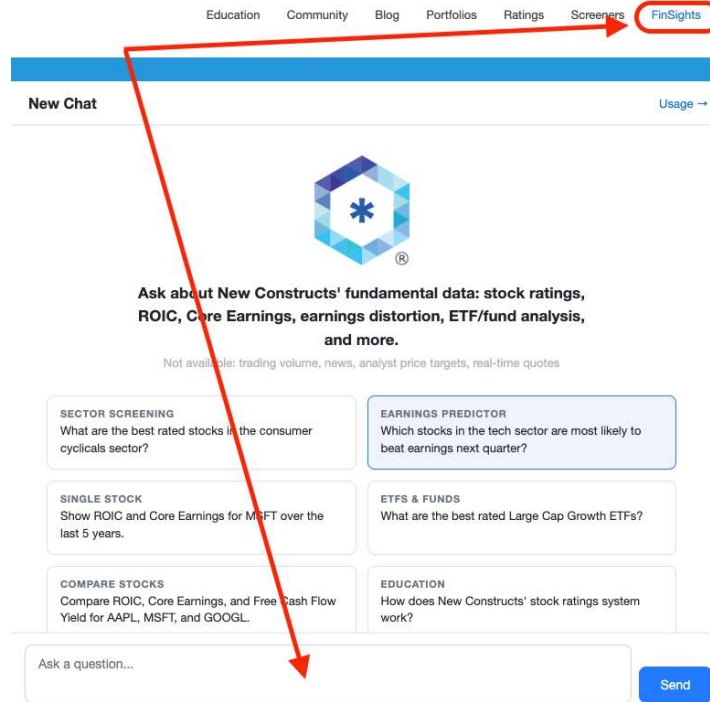 Education Community Blog Portfolios Ratings Screeners FinSights
New Chat
Usage →
®
Ask about New Constructs' fundamental data: stock ratings,
ROIC, Core Earnings, earnings distortion, ETF/fund analysis,
and more.
Not available: trading volume, news, analyst price targets, real-time quotes
SECTOR SCREENING
What are the best rated stocks in the consumer
cyclicals sector?
EARNINGS PREDICTOR
Which stocks in the tech sector are most likely to
beat earnings next quarter?
SINGLE STOCK
Show ROIC and Core Earnings for MSFT over the
last 5 years.
ETFS & FUNDS
What are the best rated Large Cap Growth ETFs?
COMPARE STOCKS
Compare ROIC, Core Earnings, and Free Cash Flow
Yield for AAPL, MSFT, and GOOGL.
EDUCATION
How does New Constructs' stock ratings system
work?
Ask a question...
Send